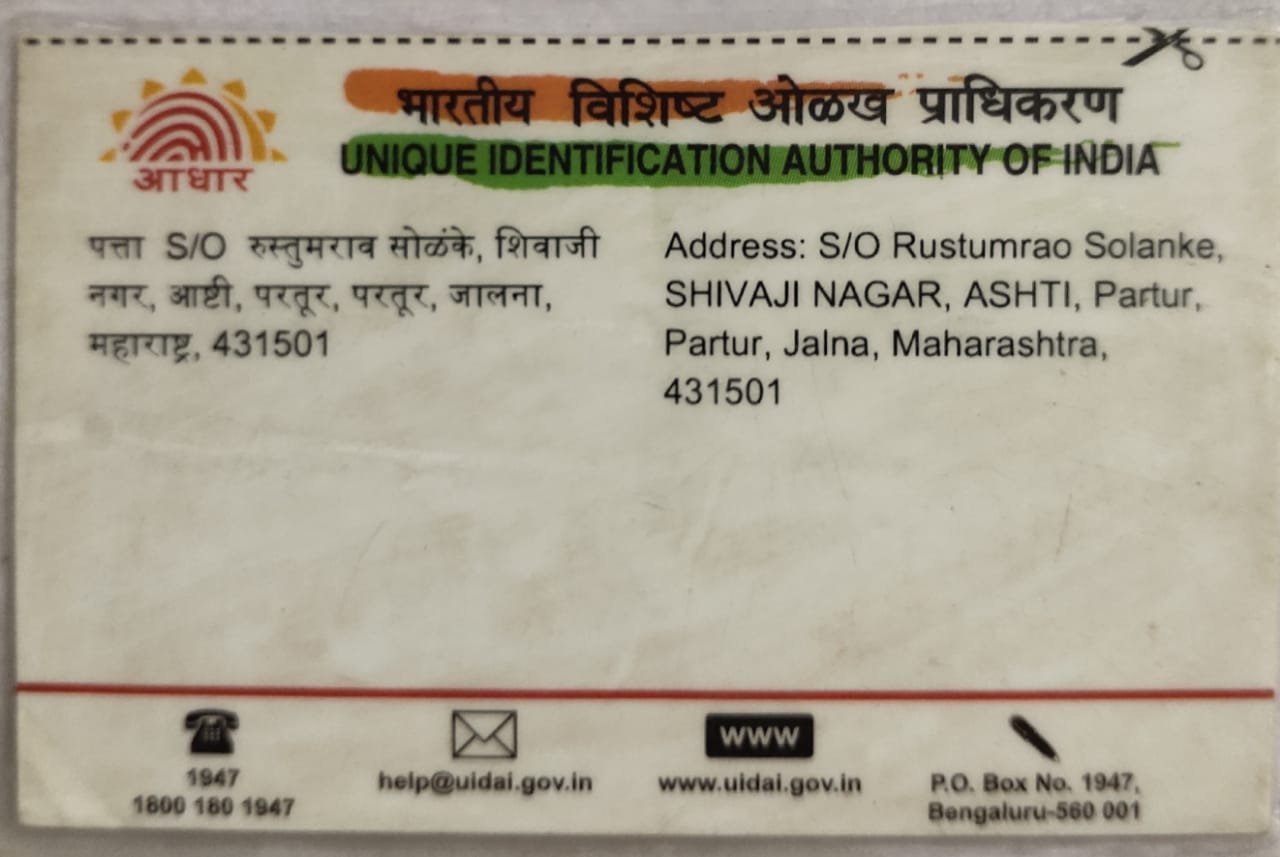 भारतीय विशिष्ट ओळख प्राधिकरण
UNIQUE IDENTIFICATION AUTHORITY OF INDIA
आधार
पत्ता S/O रुस्तुमराव सोळंके, शिवाजी
नगर, आष्टी, परतूर, परतूर, जालना,
महाराष्ट्र, 431501
Address: S/O Rustumrao Solanke,
SHIVAJI NAGAR, ASHTI, Partur,
Partur, Jalna, Maharashtra,
431501
1947
1800 180 1947
help@uidai.gov.in
www
www.uidai.gov.in
P.O. Box No. 1947,
Bengaluru-560 001